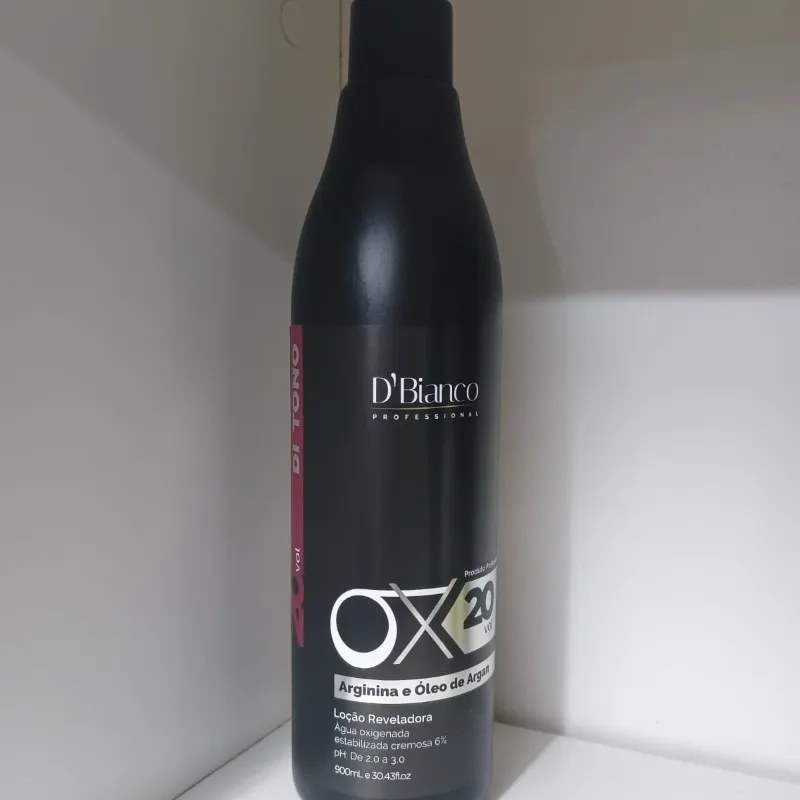 D'Bianco
PROFESSIONAL
DI TONO
20 vol
Produto
OX 20
VOL
Arginina e Óleo de Argan
Loção Reveladora
Água oxigenada
estabilizada cremosa 6%
pH: De 2.0 a 3.0
900mL e 30.43fl.oz